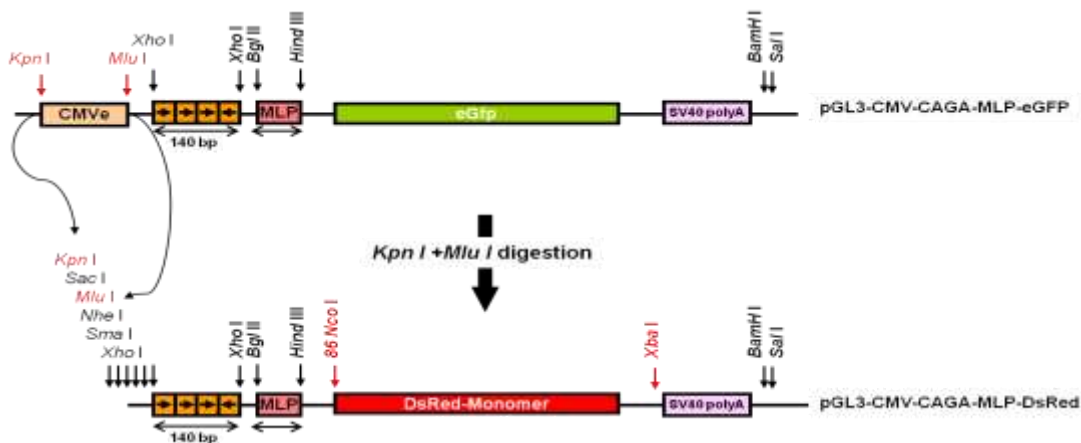 Kpn I
Mlu I
Xho I
Xho I
Bgl II
Hind III
BamH I
Sal I
CMVe
MLP
eGfp
SV40 polyA
pGL3-CMV-CAGA-MLP-eGFP
140 bp
Kpn I +Mlu I digestion
Kpn I
Sac I
Mlu I
Nhe I
Sma I
Xho I
Xho I
Bgl II
Hind III
86 Nco I
Xba I
BamH I
Sal I
MLP
DsRed-Monomer
SV40 polyA
pGL3-CMV-CAGA-MLP-DsRed
140 bp